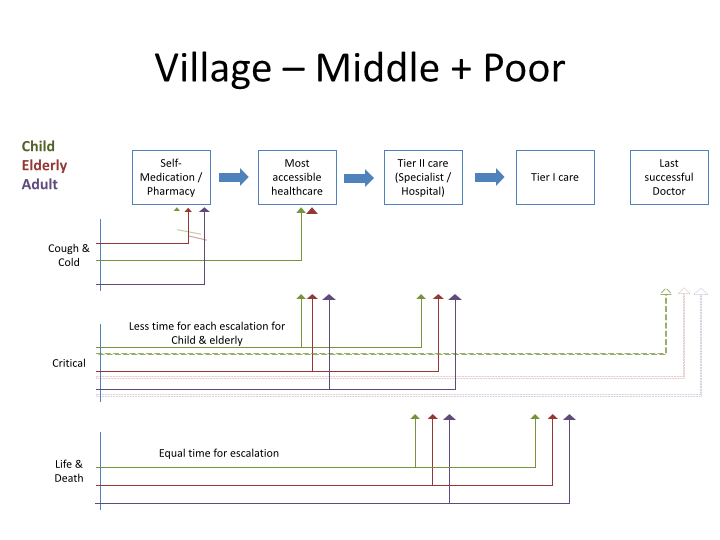 Village – Middle + Poor
Child
Elderly
Adult
Self-
Medication /
Pharmacy
Most
accessible
healthcare
Tier II care
(Specialist /
Hospital)
Tier I care
Last
successful
Doctor
Cough &
Cold
Less time for each escalation for
Child & elderly
Critical
Equal time for escalation
Life &
Death